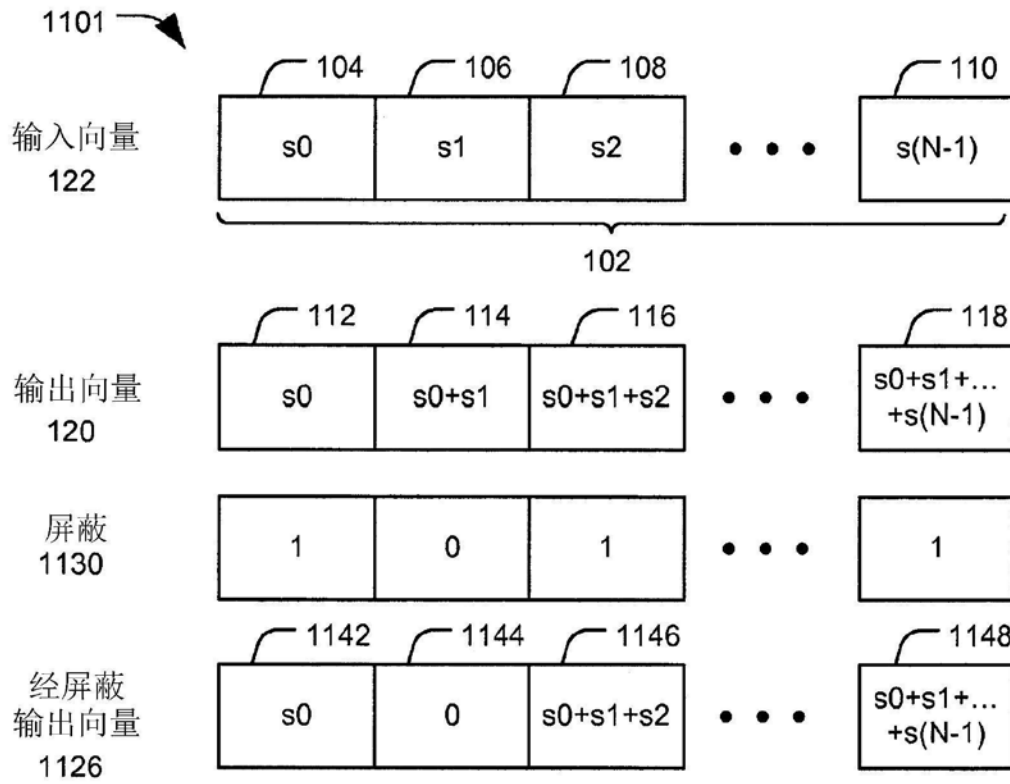 1101
104 106 108 110
输入向量
122
s0 s1 s2 s(N-1)
102
112 114 116 118
输出向量
120
s0 s0+s1 s0+s1+s2 s0+s1+...
+s(N-1)
屏蔽
1130
1 0 1 1
1142 1144 1146 1148
经屏蔽
输出向量
1126
s0 0 s0+s1+s2 s0+s1+...
+s(N-1)